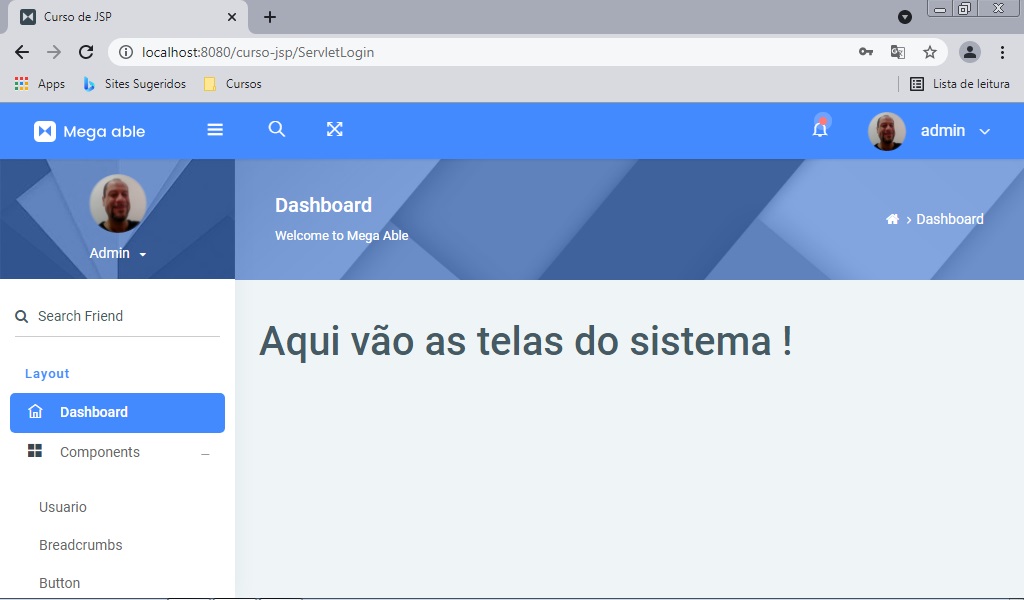 Curso de JSP
localhost:8080/curso-jsp/ServletLogin
Apps Sites Sugeridos Cursos Lista de leitura
Mega able admin
Dashboard
Welcome to Mega Able
Dashboard
Admin
Search Friend
Aqui vão as telas do sistema !
Layout
Dashboard
Components
Usuario
Breadcrumbs
Button